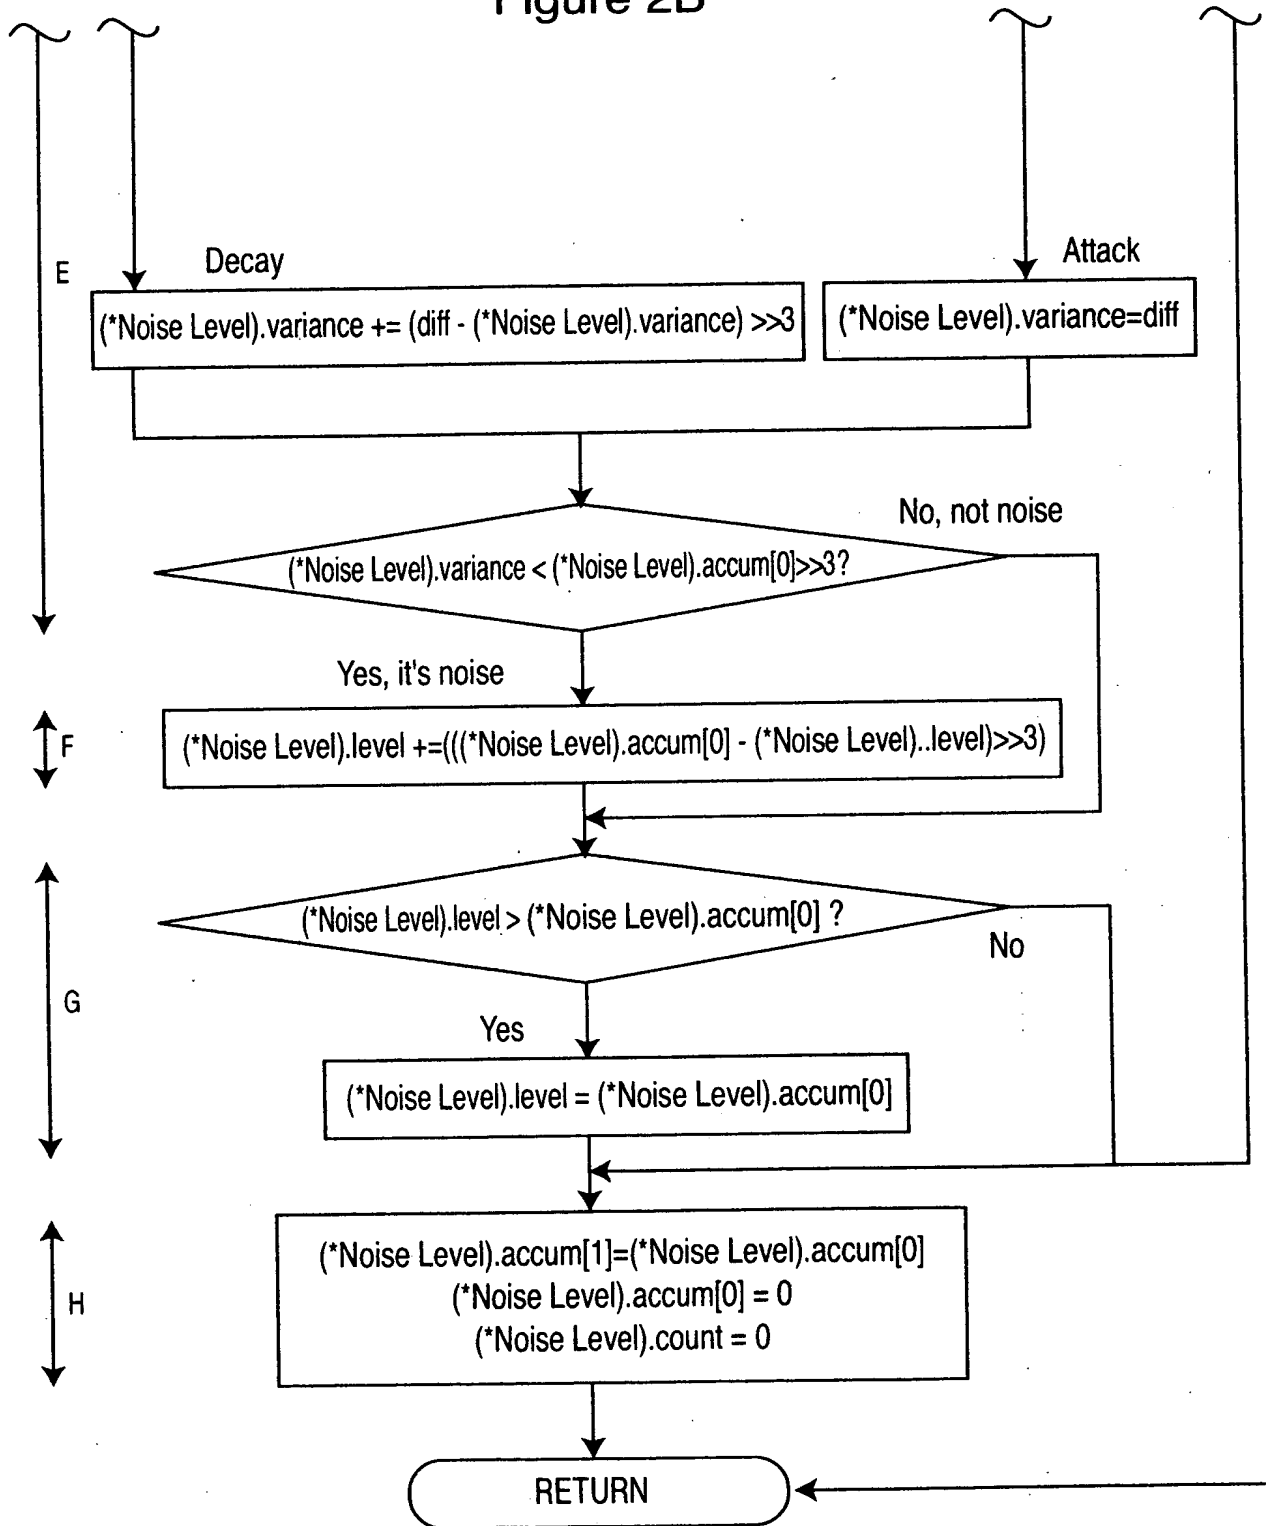 Figure 2B
Decay
Attack
E
(*Noise Level).variance += (diff - (*Noise Level).variance) >>3
(*Noise Level).variance=diff
No, not noise
(*Noise Level).variance < (*Noise Level).accum[0]>>3?
Yes, it's noise
F
(*Noise Level).level +=(((*Noise Level).accum[0] - (*Noise Level)..level)>>3)
(*Noise Level).level > (*Noise Level).accum[0] ?
No
G
Yes
(*Noise Level).level = (*Noise Level).accum[0]
(*Noise Level).accum[1]=(*Noise Level).accum[0]
(*Noise Level).accum[0] = 0
H
(*Noise Level).count = 0
RETURN